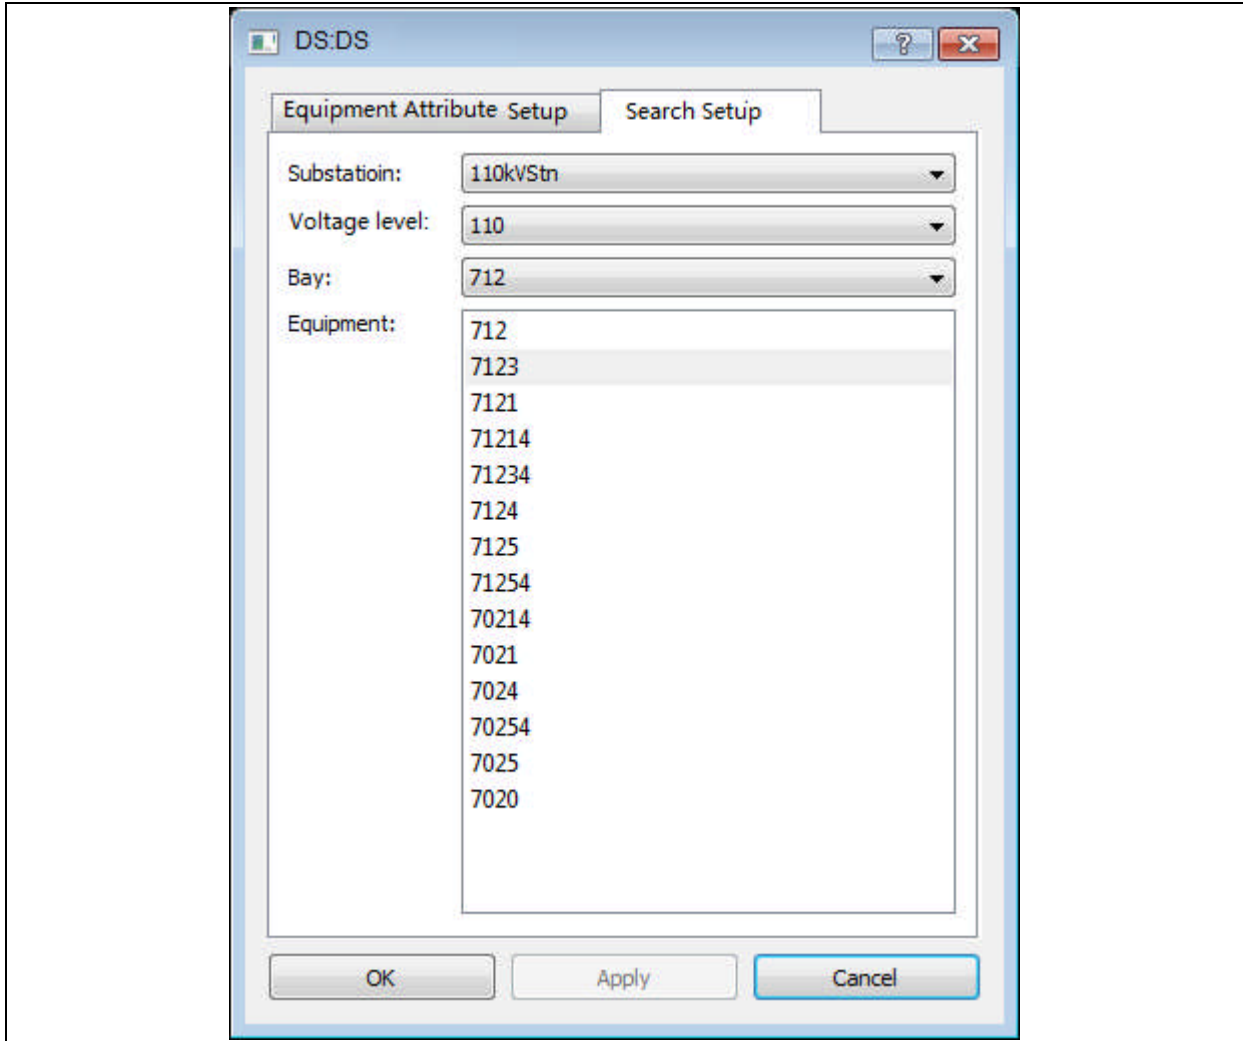 DS:DS
Equipment Attribute Setup Search Setup
Substatioin: 110kVStn
Voltage level: 110
Bay: 712
Equipment: 712
7123
7121
71214
71234
7124
7125
71254
70214
7021
7024
70254
7025
7020
OK Apply Cancel